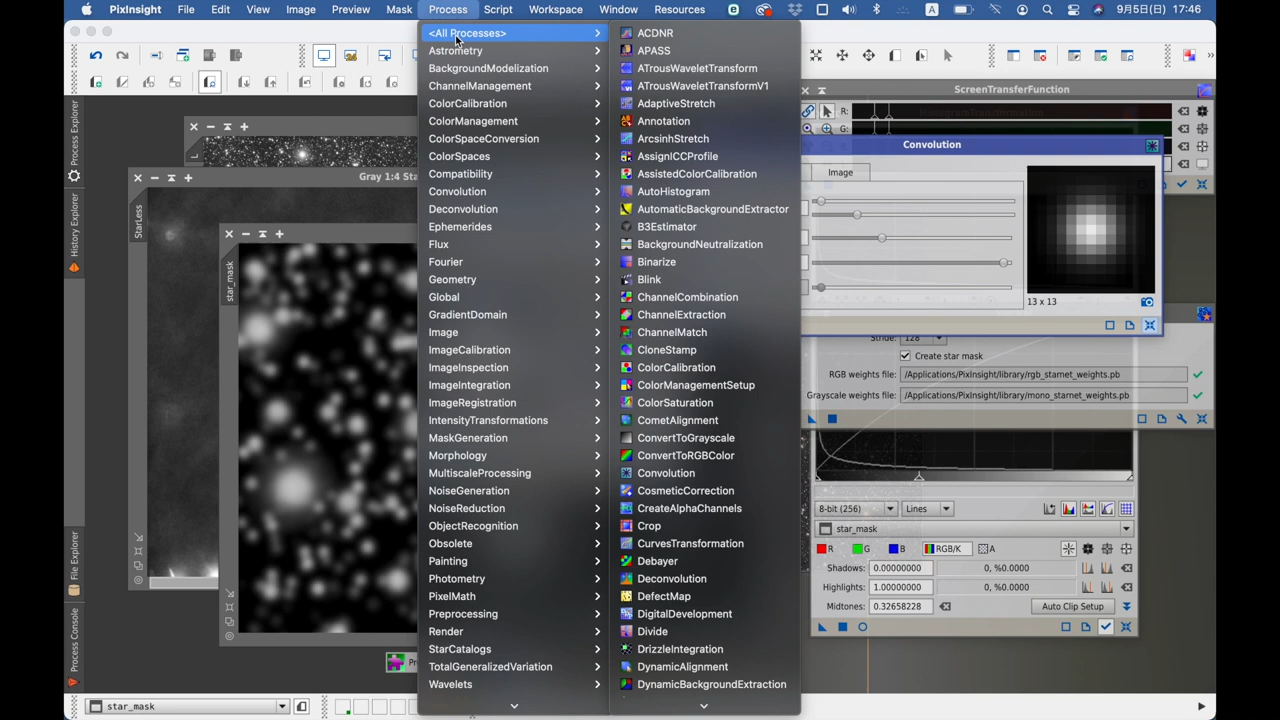 PixInsight File Edit View Image Preview Mask Process Script Workspace Window Resources A 9月5日(日) 17:46
<All Processes>
Astrometry
BackgroundModelization
ChannelManagement
ColorCalibration
ColorManagement
ColorSpaceConversion
ColorSpaces
Compatibility
Convolution
Deconvolution
Ephemerides
Flux
Fourier
Geometry
Global
GradientDomain
Image
ImageCalibration
ImageInspection
ImageIntegration
ImageRegistration
IntensityTransformations
MaskGeneration
Morphology
MultiscaleProcessing
NoiseGeneration
NoiseReduction
ObjectRecognition
Obsolete
Painting
Photometry
PixelMath
Preprocessing
Render
StarCatalogs
TotalGeneralizedVariation
Wavelets
ACDNR
APASS
ATrousWaveletTransform
ATrousWaveletTransformV1
AdaptiveStretch
Annotation
ArcsinhStretch
AssignICCProfile
AssistedColorCalibration
AutoHistogram
AutomaticBackgroundExtractor
B3Estimator
BackgroundNeutralization
Binarize
Blink
ChannelCombination
ChannelExtraction
ChannelMatch
CloneStamp
ColorCalibration
ColorManagementSetup
ColorSaturation
CometAlignment
ConvertToGrayscale
ConvertToRGBColor
Convolution
CosmeticCorrection
CreateAlphaChannels
Crop
CurvesTransformation
Debayer
Deconvolution
DefectMap
DigitalDevelopment
Divide
DrizzleIntegration
DynamicAlignment
DynamicBackgroundExtraction
Process Explorer
History Explorer
File Explorer
Process Console
Gray 1:4 Sta
StarLess
star_mask
star_mask
ScreenTransferFunction
R:
G:
Convolution
Image
13 x 13
Stride: 128
Create star mask
RGB weights file: /Applications/PixInsight/library/rgb_starnet_weights.pb
Grayscale weights file: /Applications/PixInsight/library/mono_starnet_weights.pb
8-bit (256) Lines
star_mask
R G B RGB/K A
Shadows: 0.00000000 0, %0.0000
Highlights: 1.00000000 0, %0.0000
Midtones: 0.32658228 Auto Clip Setup